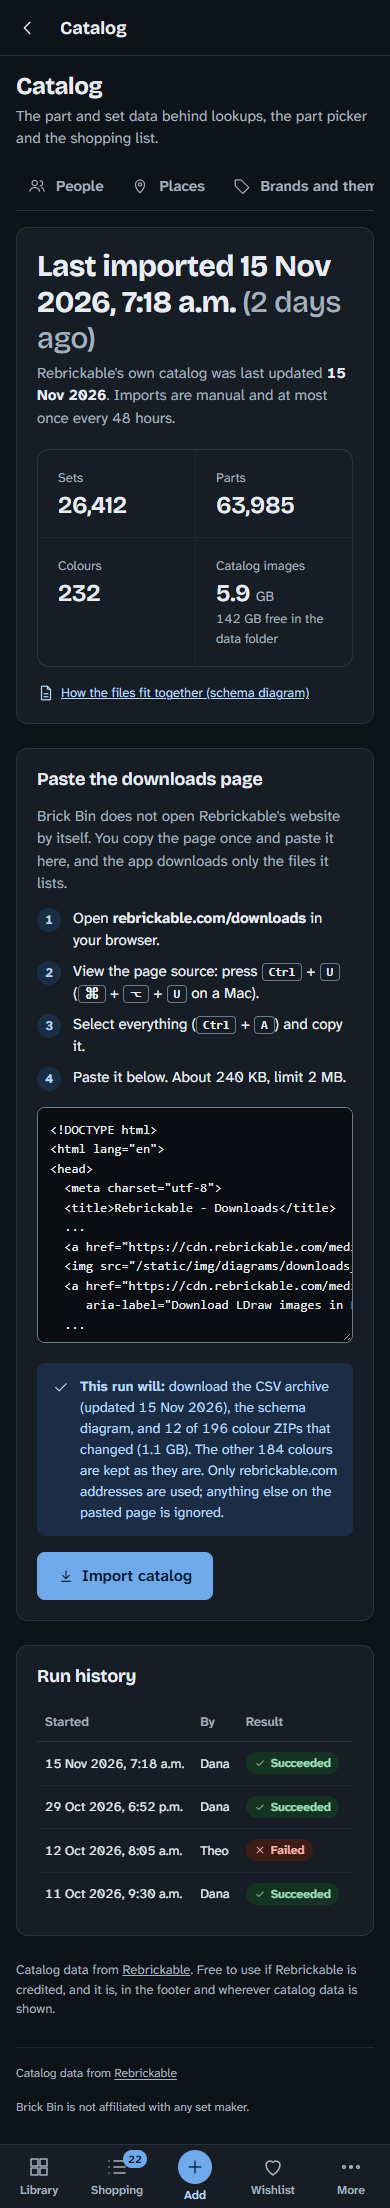 Catalog
Catalog
The part and set data behind lookups, the part picker
and the shopping list.
People Places Brands and them
Last imported 15 Nov
2026, 7:18 a.m. (2 days
ago)
Rebrickable's own catalog was last updated 15
Nov 2026. Imports are manual and at most
once every 48 hours.
Sets Parts
26,412 63,985
Colours Catalog images
232 5.9 GB
142 GB free in the
data folder
How the files fit together (schema diagram)
Paste the downloads page
Brick Bin does not open Rebrickable's website
by itself. You copy the page once and paste it
here, and the app downloads only the files it
lists.
1 Open rebrickable.com/downloads in
your browser.
2 View the page source: press Ctrl + U
(⌘ + ⌥ + U on a Mac).
3 Select everything (Ctrl + A) and copy
it.
4 Paste it below. About 240 KB, limit 2 MB.
<!DOCTYPE html>
<html lang="en">
<head>
<meta charset="utf-8">
<title>Rebrickable - Downloads</title>
...
<a href="https://cdn.rebrickable.com/medi
<img src="/static/img/diagrams/downloads_
<a href="https://cdn.rebrickable.com/medi
aria-label="Download LDraw images in
...
This run will: download the CSV archive
(updated 15 Nov 2026), the schema
diagram, and 12 of 196 colour ZIPs that
changed (1.1 GB). The other 184 colours
are kept as they are. Only rebrickable.com
addresses are used; anything else on the
pasted page is ignored.
Import catalog
Run history
Started By Result
15 Nov 2026, 7:18 a.m. Dana Succeeded
29 Oct 2026, 6:52 p.m. Dana Succeeded
12 Oct 2026, 8:05 a.m. Theo Failed
11 Oct 2026, 9:30 a.m. Dana Succeeded
Catalog data from Rebrickable. Free to use if Rebrickable is
credited, and it is, in the footer and wherever catalog data is
shown.
Catalog data from Rebrickable
Brick Bin is not affiliated with any set maker.
22
Library Shopping Add Wishlist More